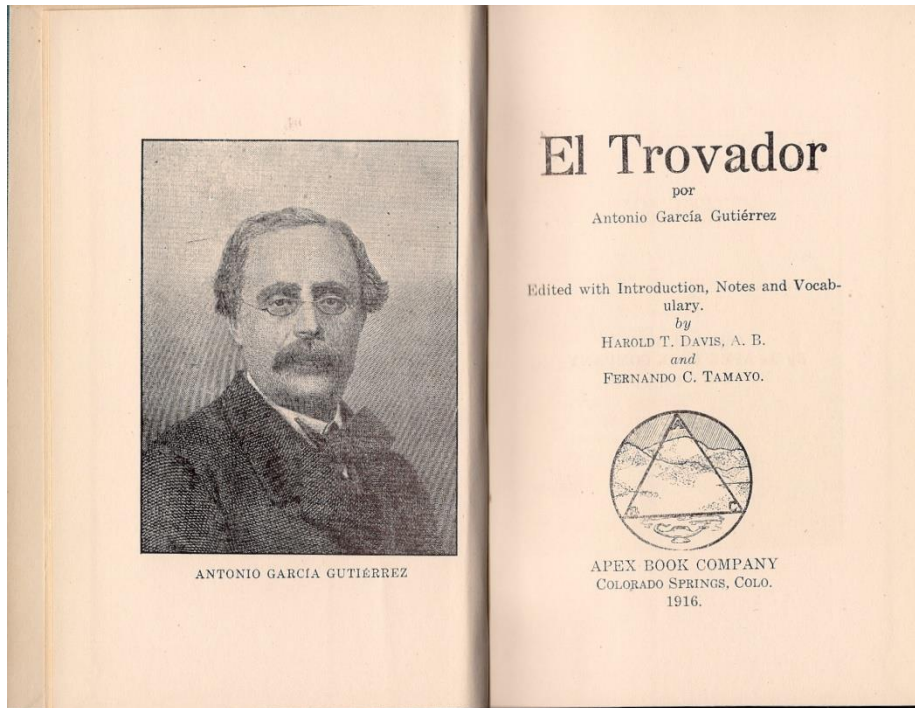 ANTONIO GARCÍA GUTIÉRREZ
El Trovador
por
Antonio García Gutiérrez
Edited with Introduction, Notes and Vocab-
ulary.
by
HAROLD T. DAVIS, A. B.
and
FERNANDO C. TAMAYO.
APEX BOOK COMPANY
COLORADO SPRINGS, COLO.
1916.